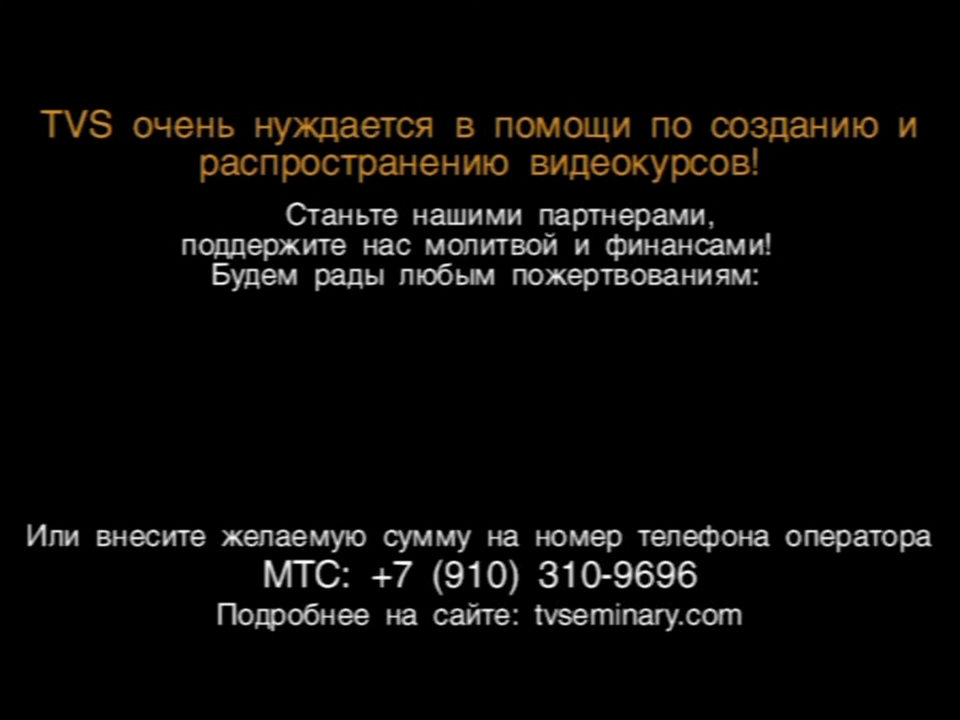 TVS очень нуждается в помощи по созданию и
распространению видеокурсов!
Станьте нашими партнерами,
поддержите нас молитвой и финансами!
Будем рады любым пожертвованиям:
Или внесите желаемую сумму на номер телефона оператора
МТС: +7 (910) 310-9696
Подробнее на сайте: tvseminary.com